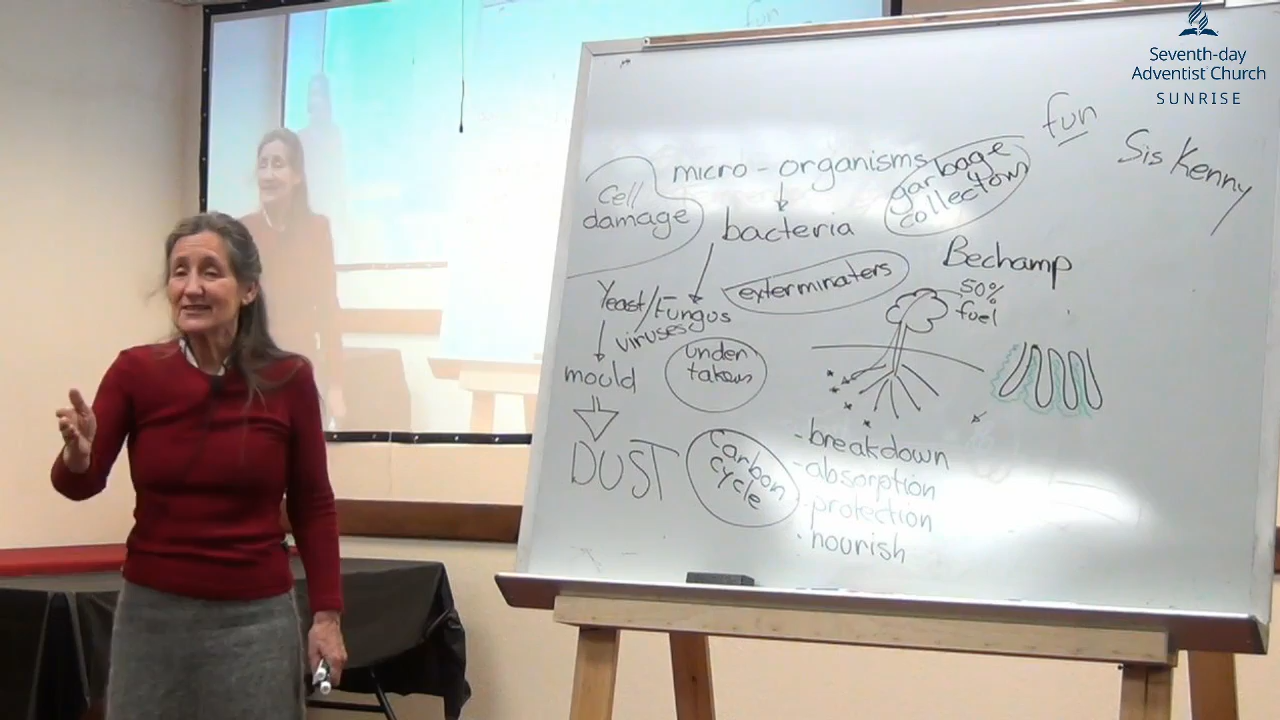 Seventh-day
Adventist Church
SUNRISE
fun
fun
Sis Kenny
micro-organisms
garbage
collectors
Cell
damage
bacteria
Bechamp
exterminaters
50%
fuel
Yeast/Fungus
viruses
mould
under
takers
DUST
carbon
cycle
-breakdown
-absorption
-protection
·nourish